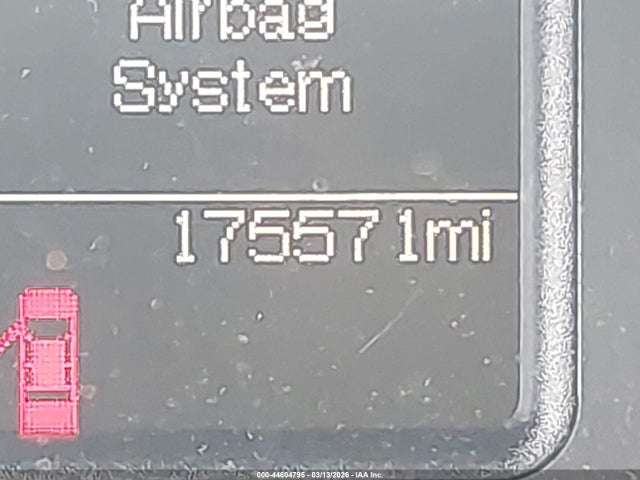 Airbag
System
175571mi
000-44604795 - 03/13/2026 - IAA Inc.